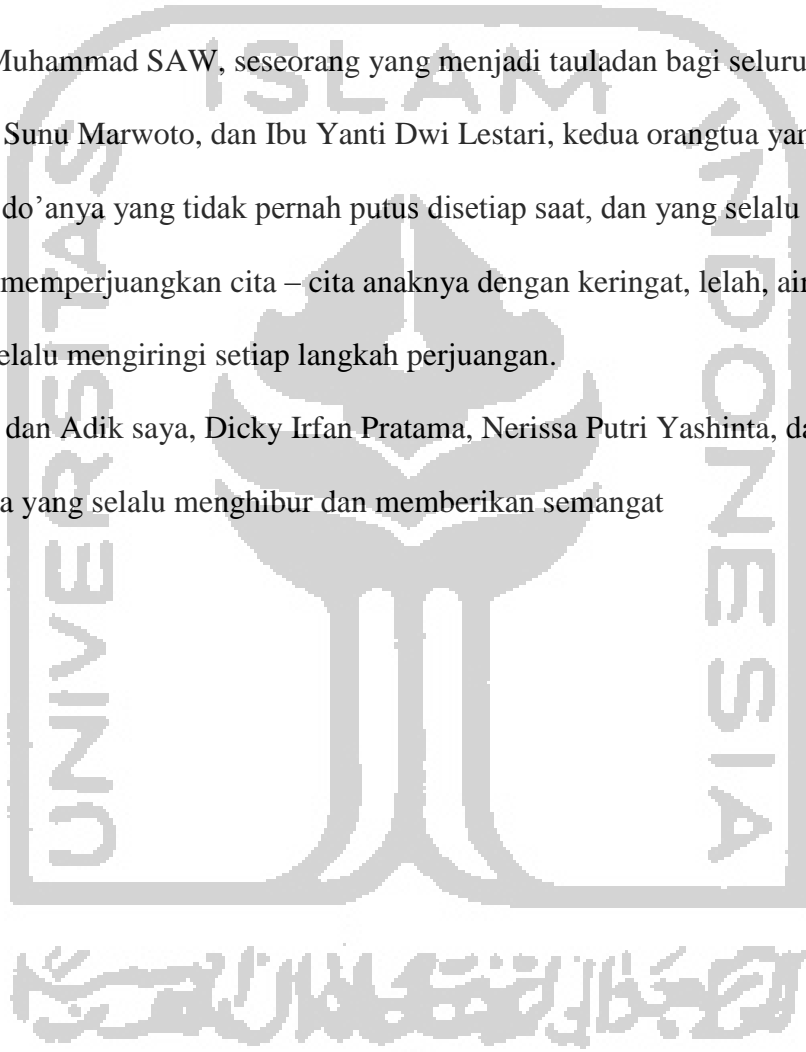 ISLAM
Muhammad SAW, seseorang yang menjadi tauladan bagi seluru
Sunu Marwoto, dan Ibu Yanti Dwi Lestari, kedua orangtua yan
do’anya yang tidak pernah putus disetiap saat, dan yang selalu
memperjuangkan cita – cita anaknya dengan keringat, lelah, air
elalu mengiringi setiap langkah perjuangan.
dan Adik saya, Dicky Irfan Pratama, Nerissa Putri Yashinta, da
a yang selalu menghibur dan memberikan semangat
UNIVERSITAS
INDONESIA